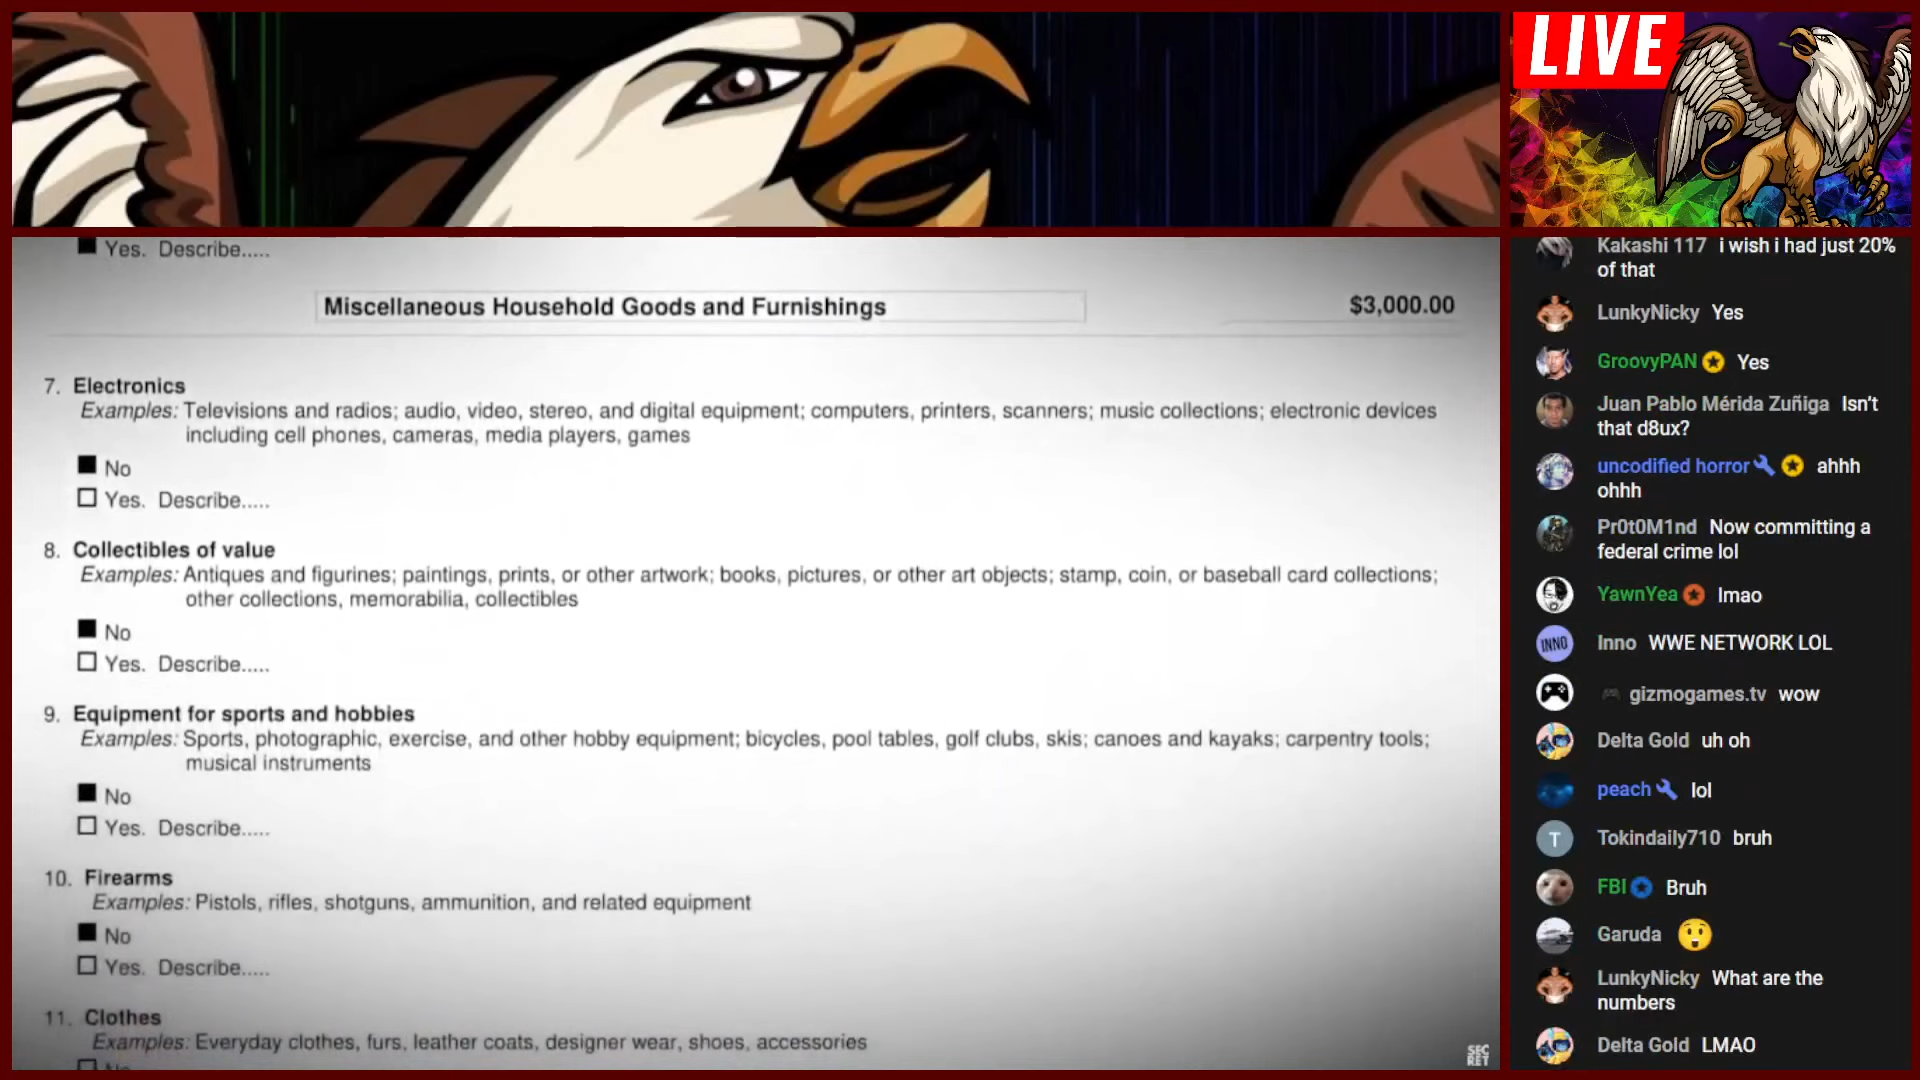 LIVE
Yes. Describe.....
Miscellaneous Household Goods and Furnishings $3,000.00
7. Electronics
Examples: Televisions and radios; audio, video, stereo, and digital equipment; computers, printers, scanners; music collections; electronic devices
including cell phones, cameras, media players, games
No
Yes. Describe.....
8. Collectibles of value
Examples: Antiques and figurines; paintings, prints, or other artwork; books, pictures, or other art objects; stamp, coin, or baseball card collections;
other collections, memorabilia, collectibles
No
Yes. Describe.....
9. Equipment for sports and hobbies
Examples: Sports, photographic, exercise, and other hobby equipment; bicycles, pool tables, golf clubs, skis; canoes and kayaks; carpentry tools;
musical instruments
No
Yes. Describe.....
10. Firearms
Examples: Pistols, rifles, shotguns, ammunition, and related equipment
No
Yes. Describe.....
11. Clothes
Examples: Everyday clothes, furs, leather coats, designer wear, shoes, accessories
No
SEC
RET
Kakashi 117 i wish i had just 20%
of that
LunkyNicky Yes
GroovyPAN Yes
Juan Pablo Mérida Zuñiga Isn't
that d8ux?
uncodified horror ahhh
ohhh
Pr0t0M1nd Now committing a
federal crime lol
YawnYea lmao
INNO Inno WWE NETWORK LOL
gizmogames.tv wow
Delta Gold uh oh
peach lol
T Tokindaily710 bruh
FBI Bruh
Garuda 😲
LunkyNicky What are the
numbers
Delta Gold LMAO